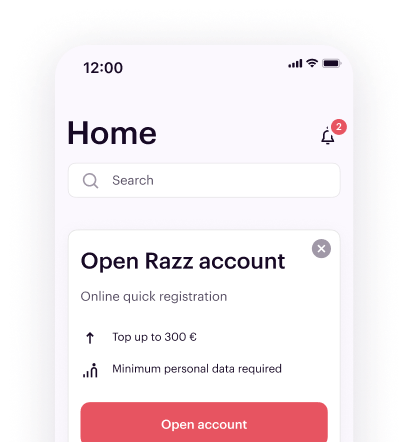 12:00
Home
2
Search
Open Razz account
Online quick registration
Top up to 300 €
Minimum personal data required
Open account